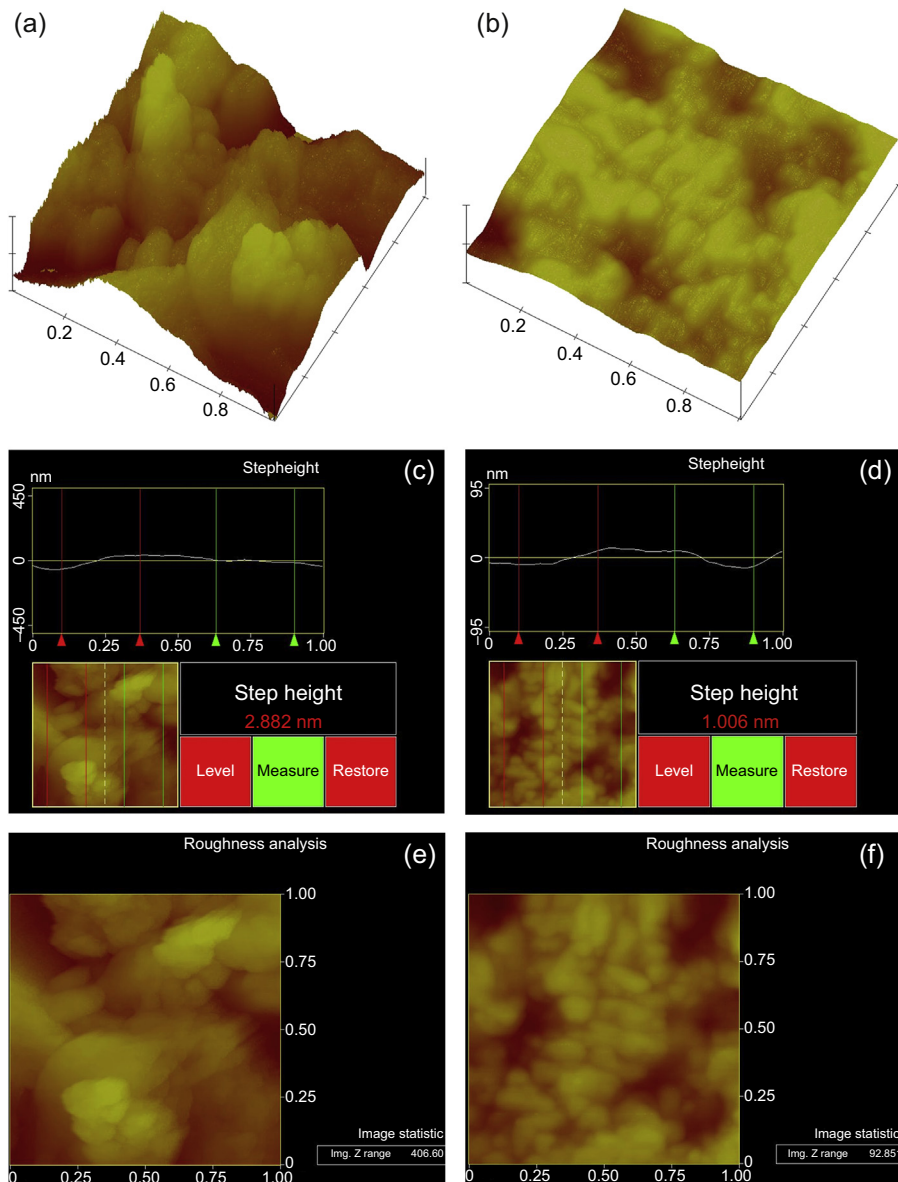 (a)
(b)
0.2
0.4
0.6
0.8
0.2
0.4
0.6
0.8
Stepheight
(c)
nm
450
0
−450
0 0.25 0.50 0.75 1.00
Step height
2.882 nm
Level Measure Restore
Stepheight
(d)
nm
95
0
95
0 0.25 0.50 0.75 1.00
Step height
1.006 nm
Level Measure Restore
Roughness analysis
(e)
1.00
0.75
0.50
0.25
0
0 0.25 0.50 0.75 1.00
Image statistic
Img. Z range 406.60
Roughness analysis
(f)
1.00
0.75
0.50
0.25
0
0 0.25 0.50 0.75 1.00
Image statistic
Img. Z range 92.851